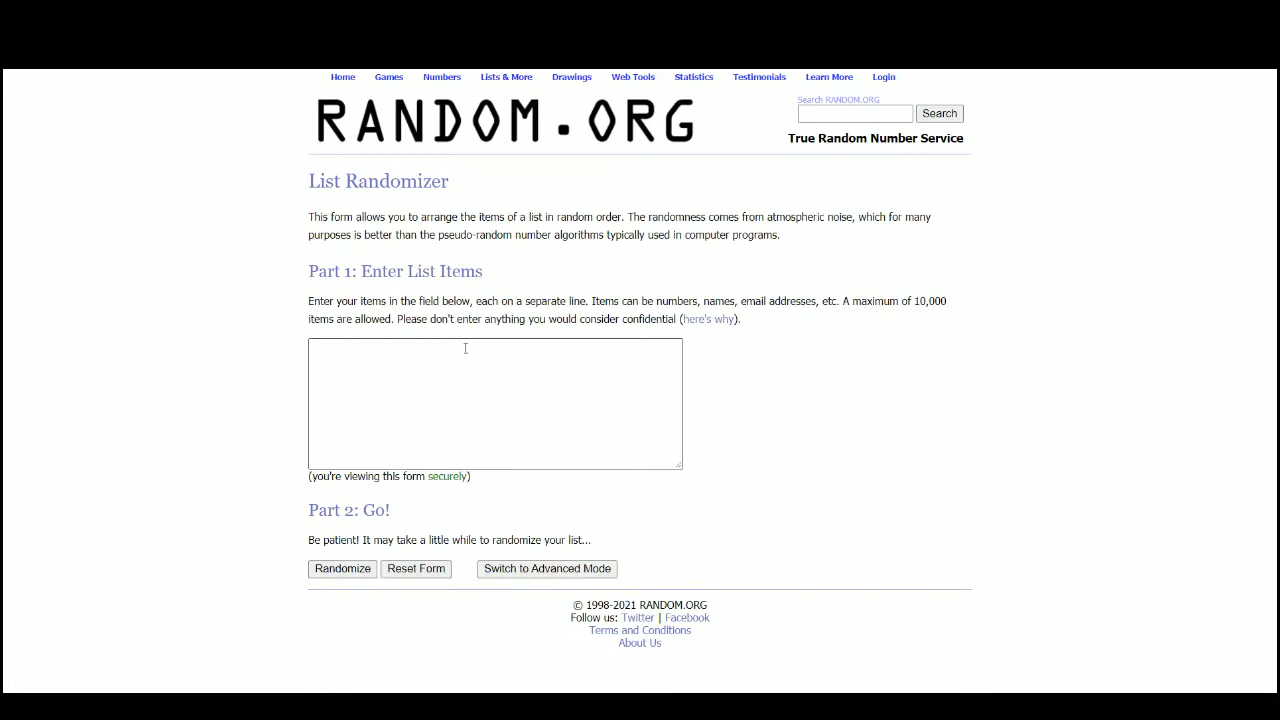 Home Games Numbers Lists & More Drawings Web Tools Statistics Testimonials Learn More Login
RANDOM.ORG
Search RANDOM.ORG
Search
True Random Number Service
List Randomizer
This form allows you to arrange the items of a list in random order. The randomness comes from atmospheric noise, which for many
purposes is better than the pseudo-random number algorithms typically used in computer programs.
Part 1: Enter List Items
Enter your items in the field below, each on a separate line. Items can be numbers, names, email addresses, etc. A maximum of 10,000
items are allowed. Please don't enter anything you would consider confidential (here's why).
(you're viewing this form securely)
Part 2: Go!
Be patient! It may take a little while to randomize your list...
Randomize Reset Form Switch to Advanced Mode
© 1998-2021 RANDOM.ORG
Follow us: Twitter | Facebook
Terms and Conditions
About Us